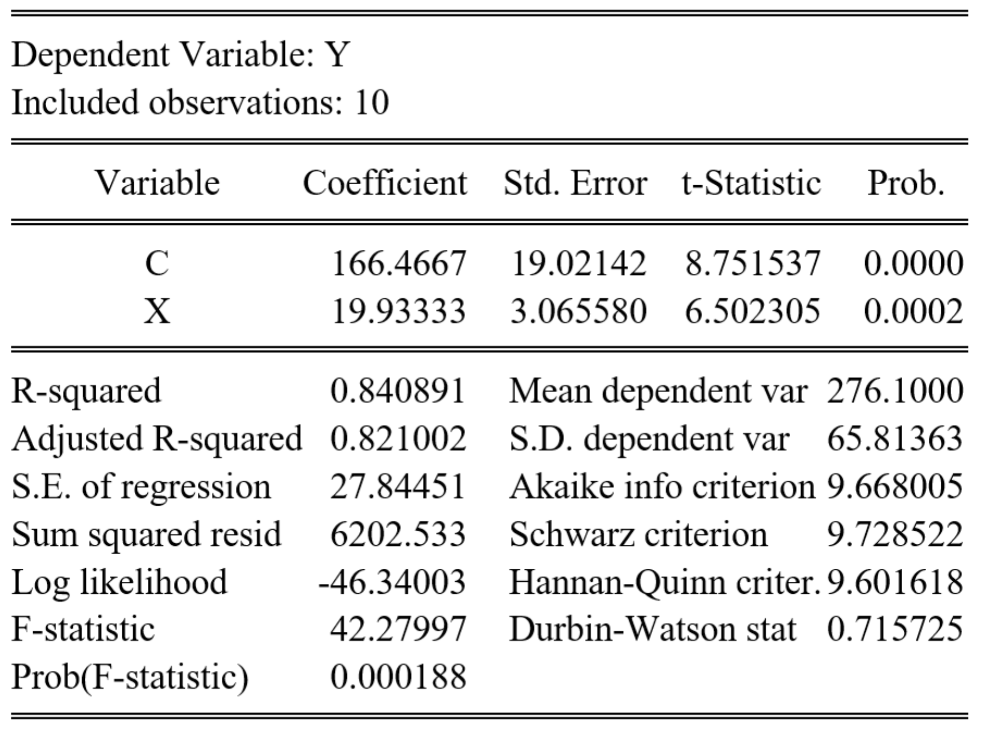 Dependent Variable: Y
Included observations: 10
Variable Coefficient Std. Error t-Statistic Prob.
C 166.4667 19.02142 8.751537 0.0000
X 19.93333 3.065580 6.502305 0.0002
R-squared 0.840891 Mean dependent var 276.1000
Adjusted R-squared 0.821002 S.D. dependent var 65.81363
S.E. of regression 27.84451 Akaike info criterion 9.668005
Sum squared resid 6202.533 Schwarz criterion 9.728522
Log likelihood -46.34003 Hannan-Quinn criter. 9.601618
F-statistic 42.27997 Durbin-Watson stat 0.715725
Prob(F-statistic) 0.000188